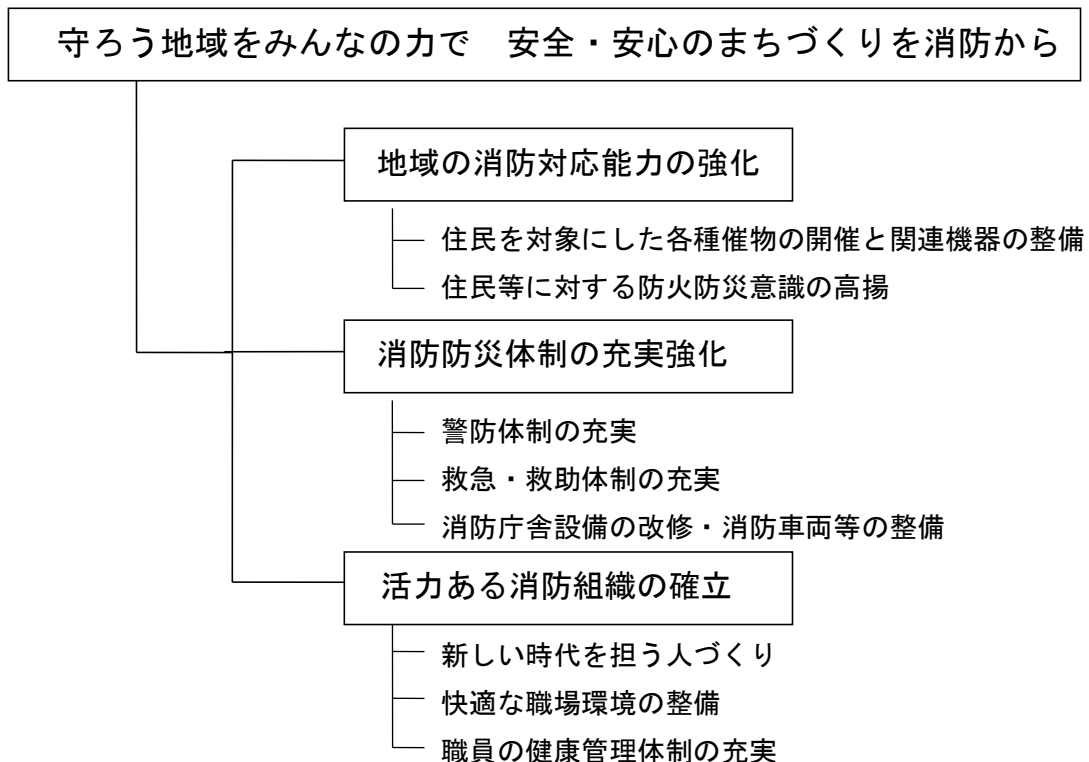 守ろう地域をみんなの力で　安全・安心のまちづくりを消防から
地域の消防対応能力の強化
住民を対象にした各種催物の開催と関連機器の整備
住民等に対する防火防災意識の高揚
消防防災体制の充実強化
警防体制の充実
救急・救助体制の充実
消防庁舎設備の改修・消防車両等の整備
活力ある消防組織の確立
新しい時代を担う人づくり
快適な職場環境の整備
職員の健康管理体制の充実